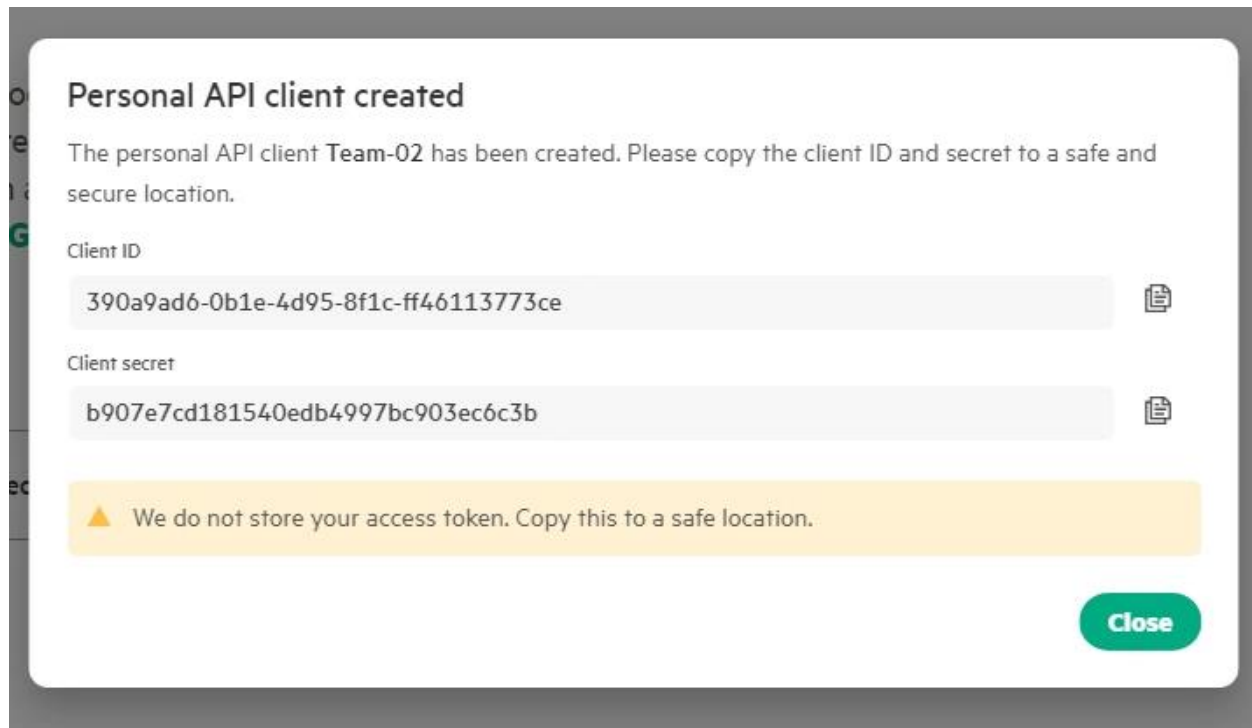 Personal API client created
The personal API client Team-02 has been created. Please copy the client ID and secret to a safe and
secure location.
Client ID
390a9ad6-0b1e-4d95-8f1c-ff46113773ce
Client secret
b907e7cd181540edb4997bc903ec6c3b
We do not store your access token. Copy this to a safe location.
Close